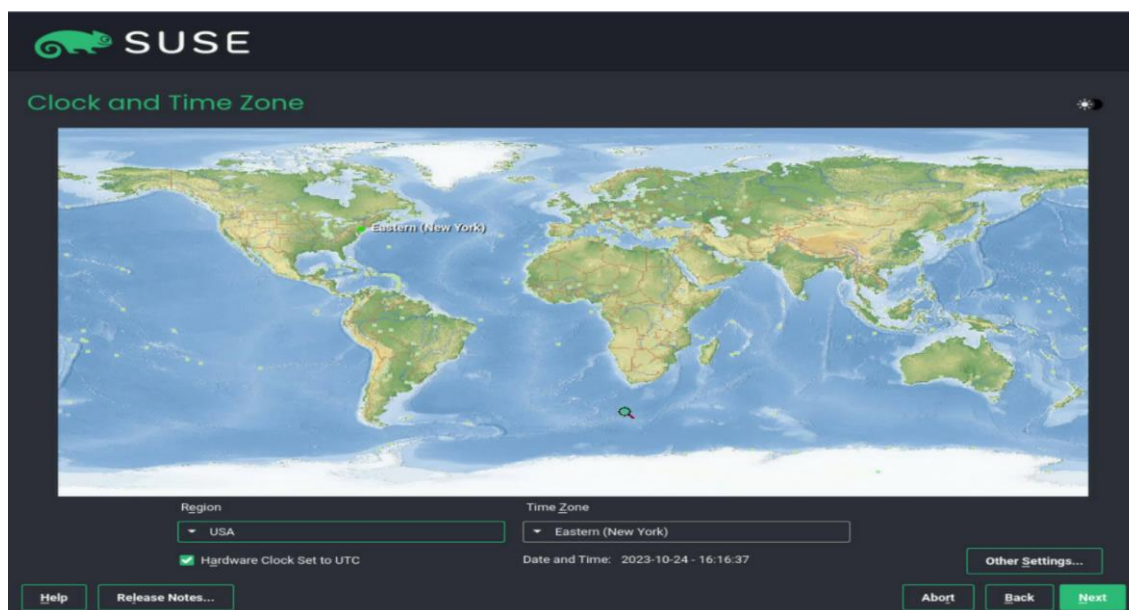 SUSE
Clock and Time Zone
Eastern (New York)
Region
Time Zone
USA
Eastern (New York)
Hardware Clock Set to UTC
Date and Time: 2023-10-24 - 16:16:37
Other Settings...
Help
Release Notes...
Abort
Back
Next